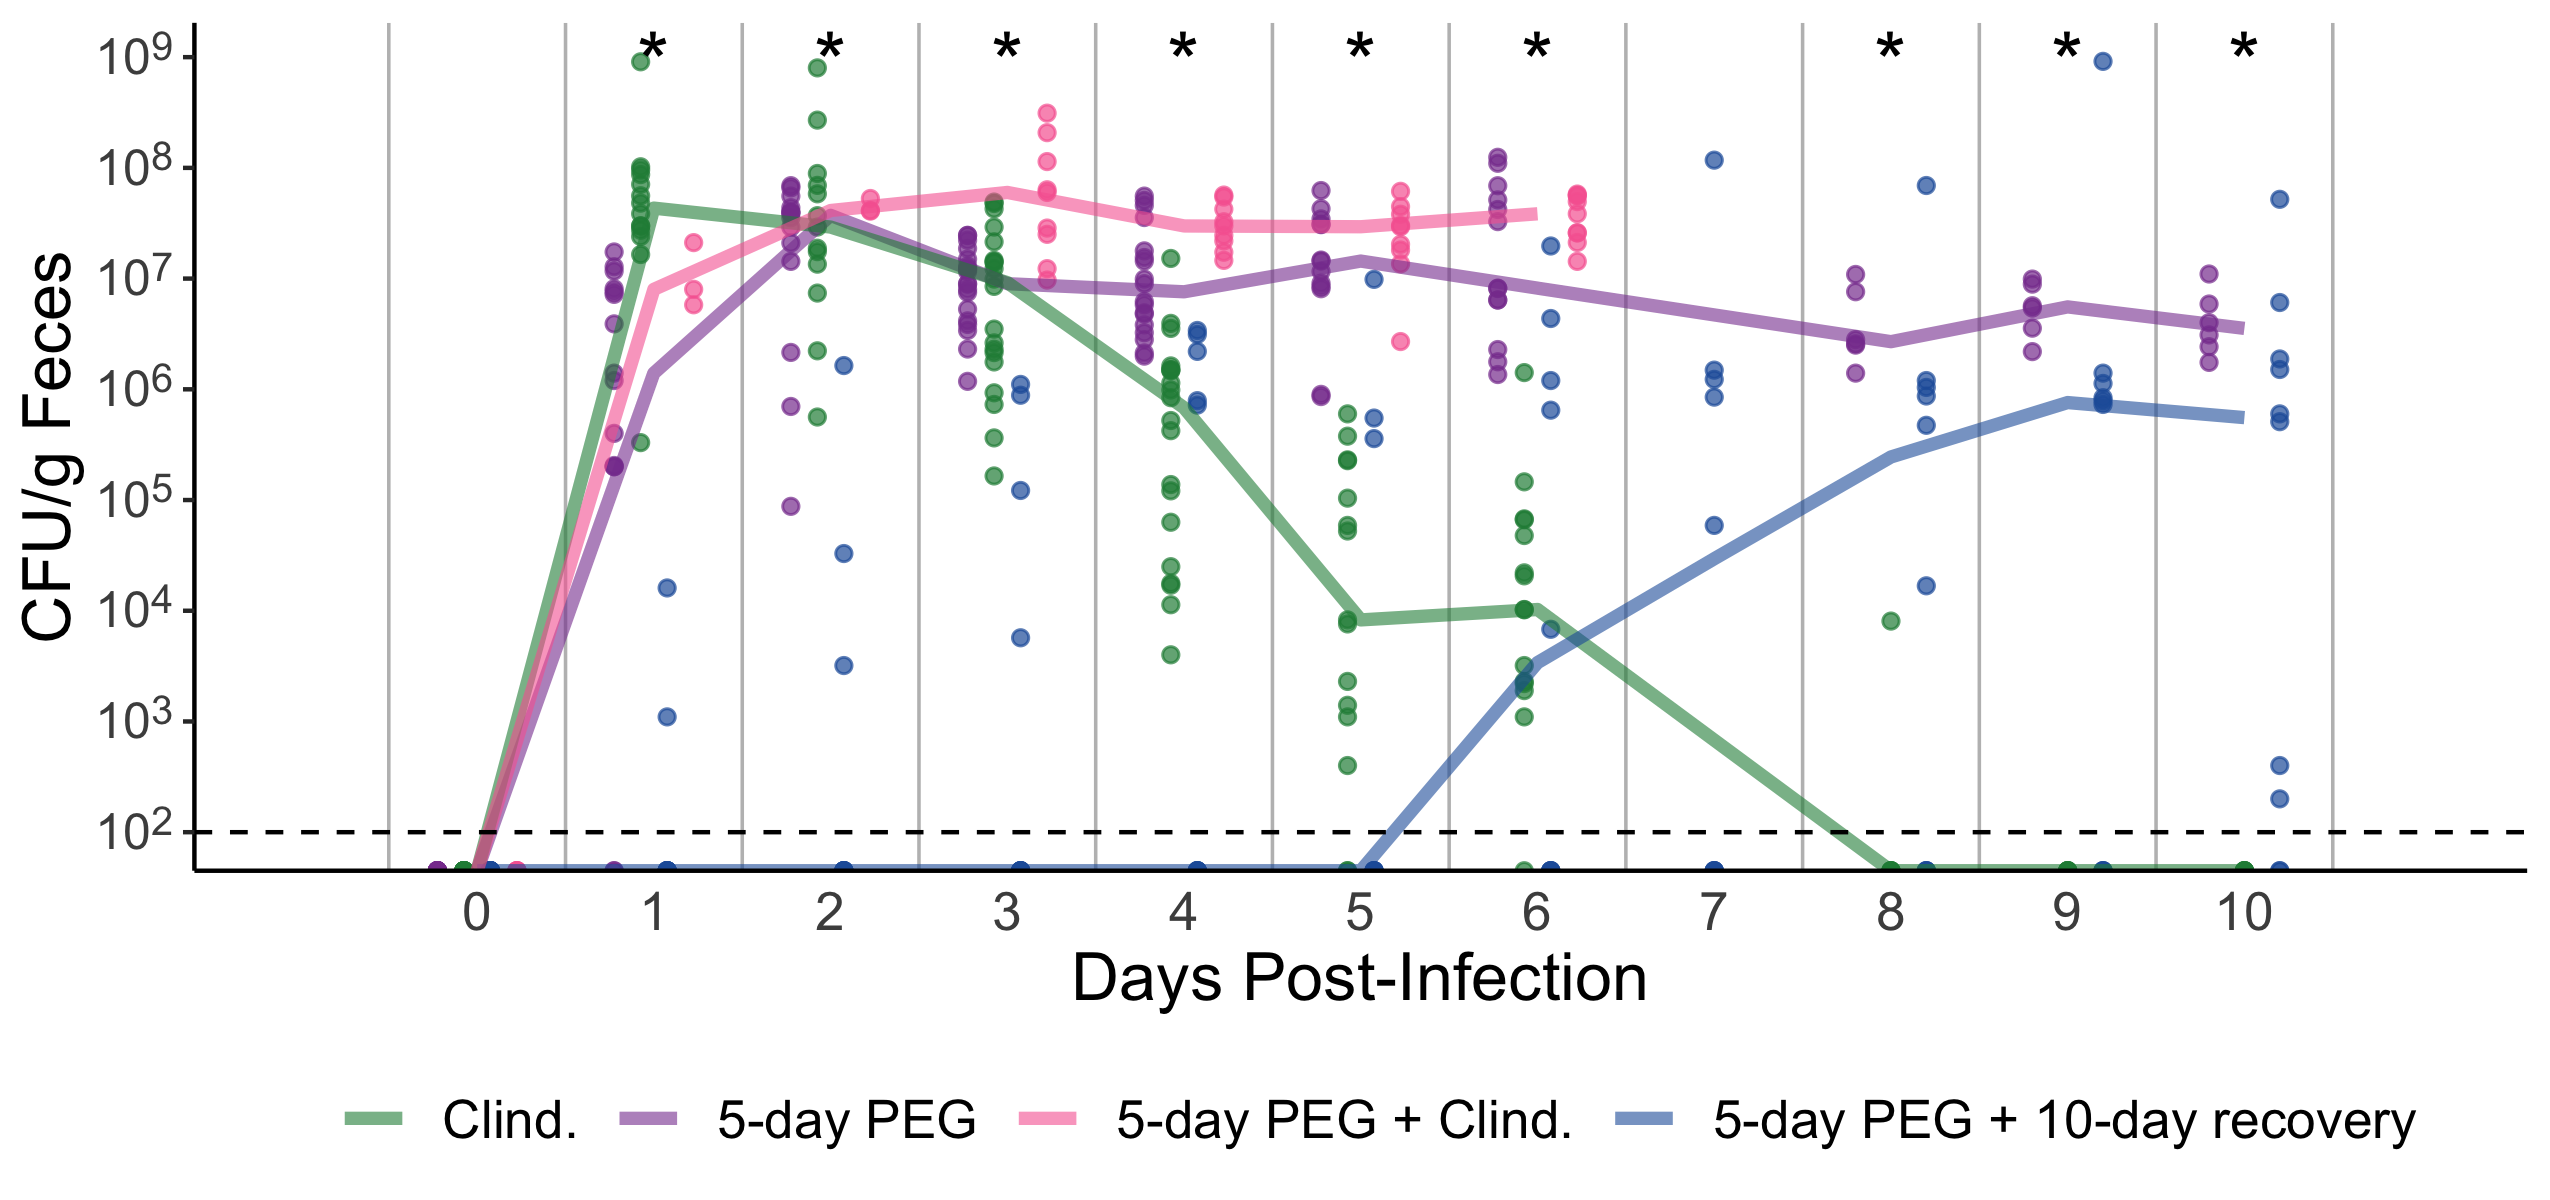 * * * * * * * * *
10⁹
10⁸
10⁷
10⁶
10⁵
10⁴
10³
10²
CFU/g Feces
0 1 2 3 4 5 6 7 8 9 10
Days Post-Infection
Clind. 5-day PEG 5-day PEG + Clind. 5-day PEG + 10-day recovery